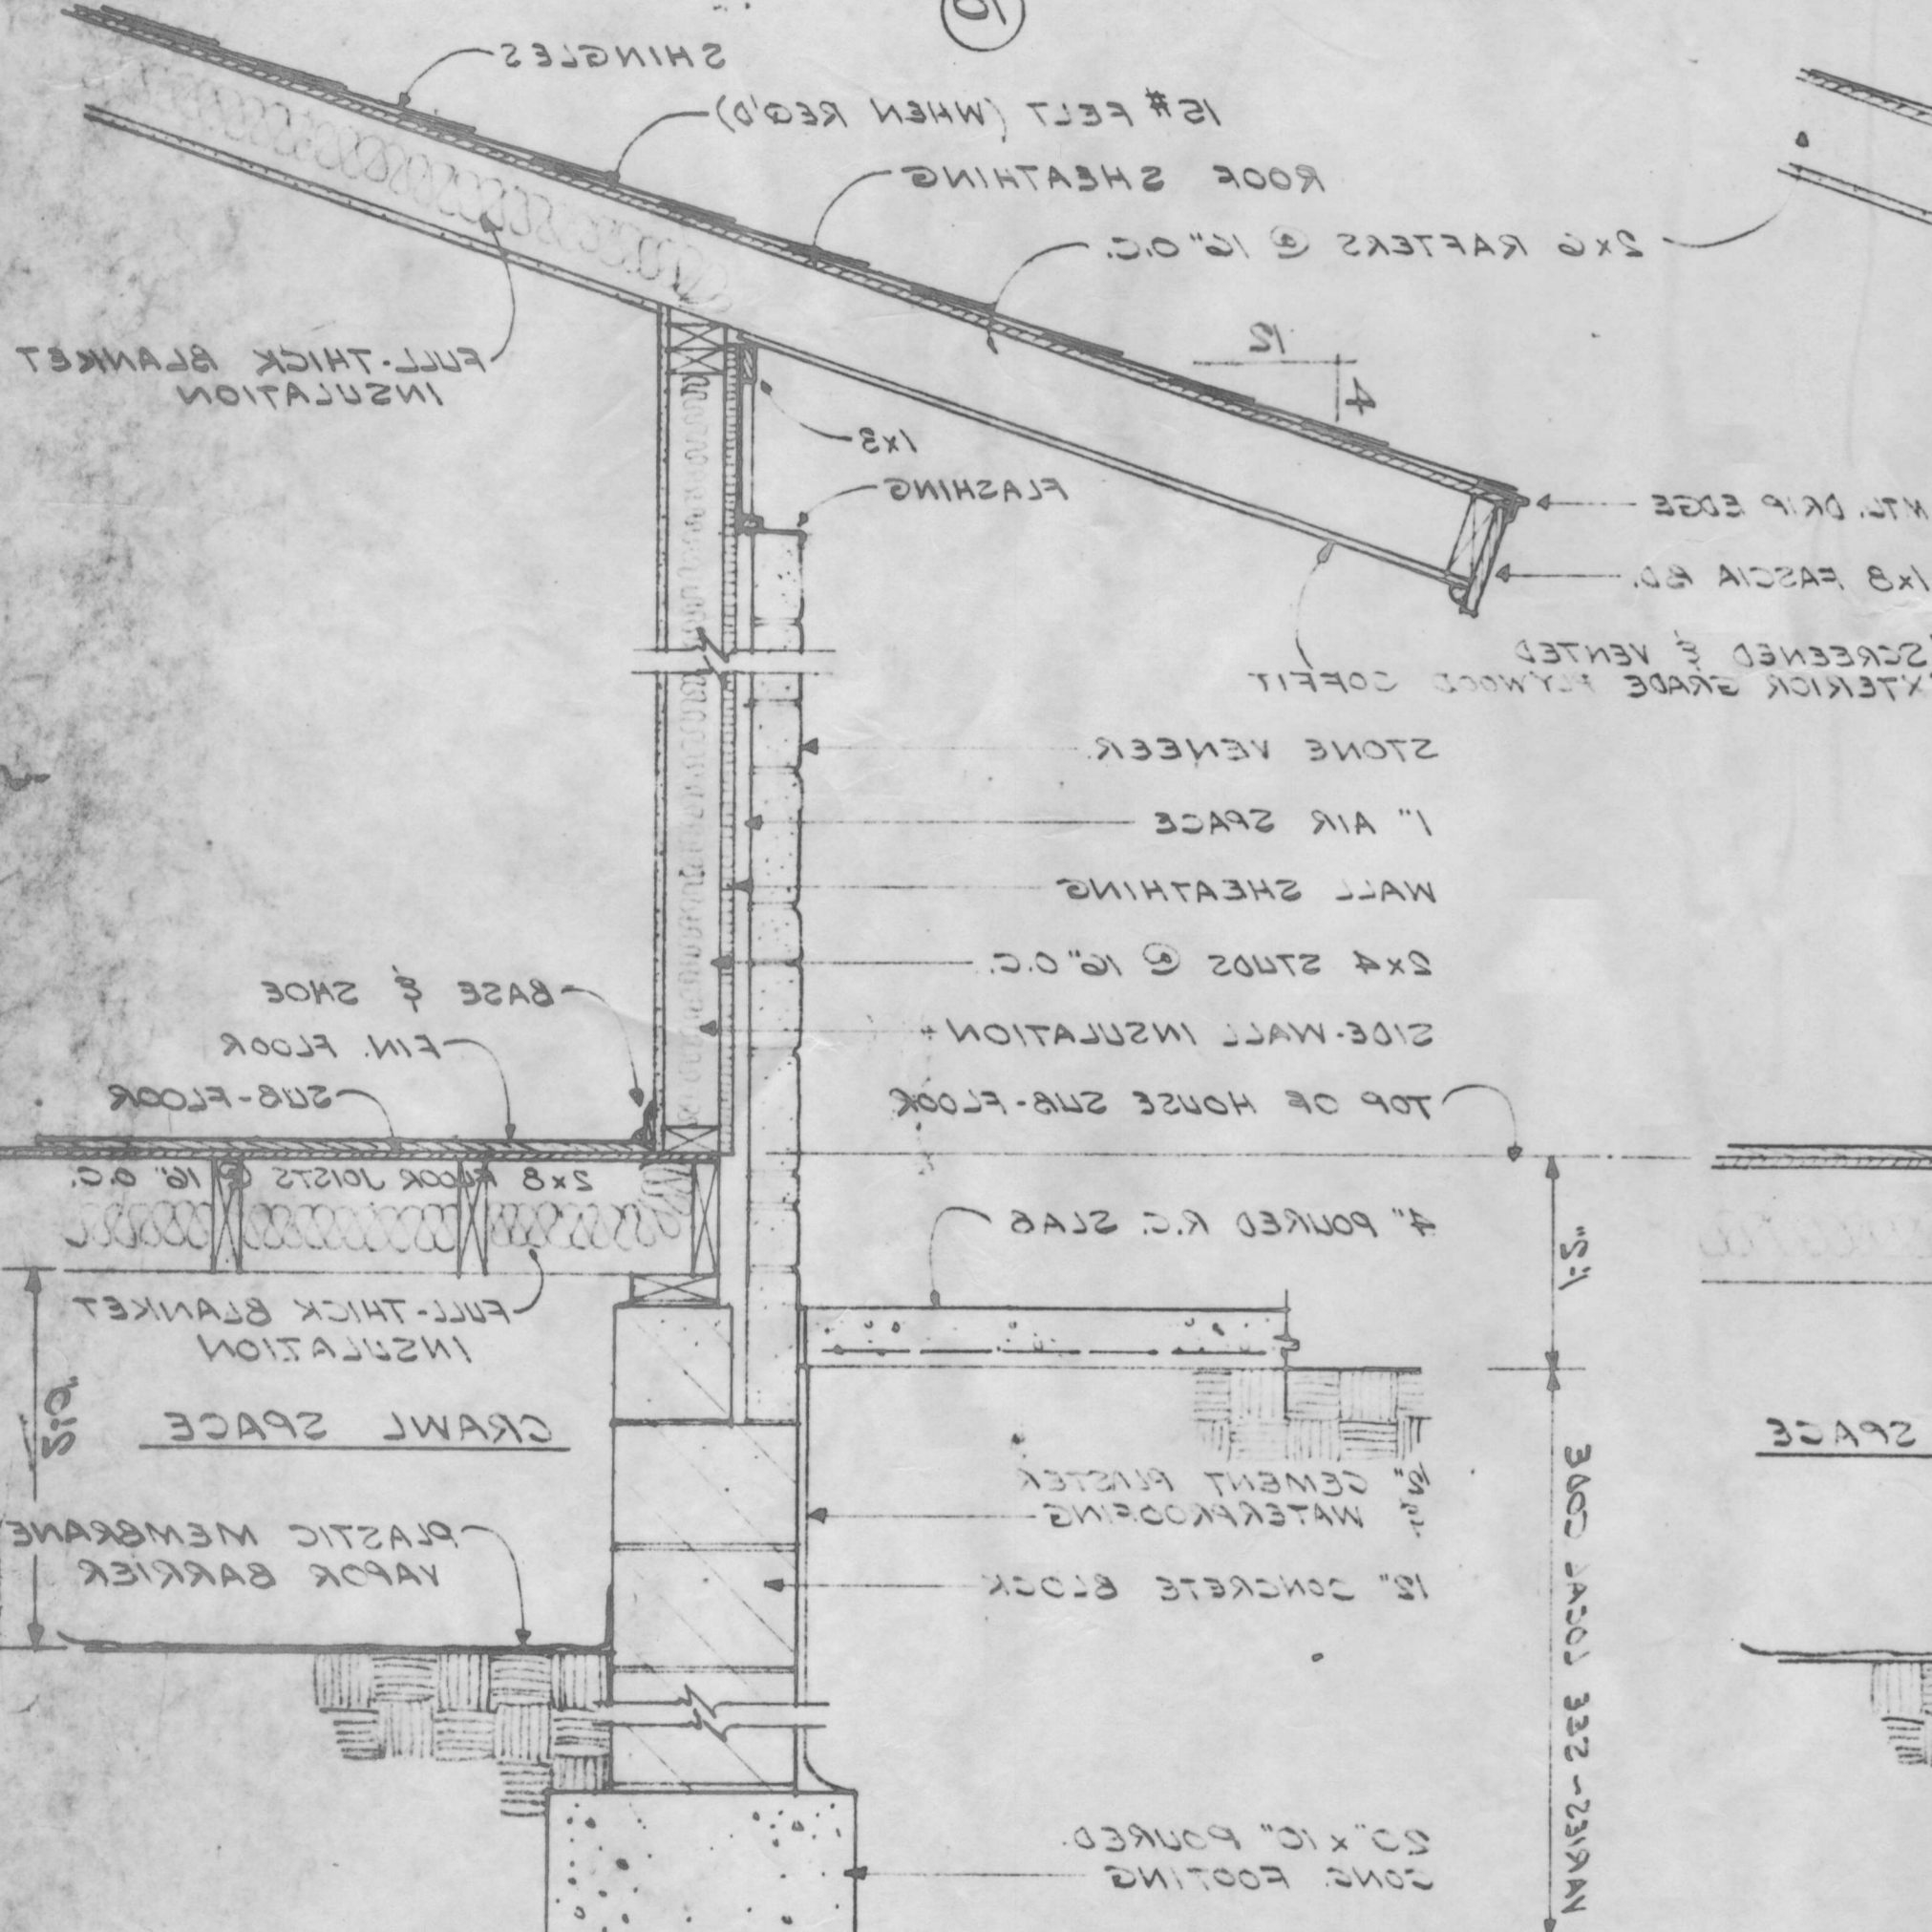 10
SHINGLES
15# FELT (WHEN REQ'D)
ROOF SHEATHING
2x6 RAFTERS @ 16" O.C.
12
4
FULL-THICK BLANKET
INSULATION
1x3
FLASHING
MTL. DRIP EDGE
1x8 FASCIA BD.
SCREENED & VENTED
EXTERIOR GRADE PLYWOOD SOFFIT
STONE VENEER
1" AIR SPACE
WALL SHEATHING
2x4 STUDS @ 16" O.C.
SIDE-WALL INSULATION
TOP OF HOUSE SUB-FLOOR
BASE & SHOE
FIN. FLOOR
SUB-FLOOR
2x8 FLOOR JOISTS @ 16" O.C.
4" POURED R.C. SLAB
1'-2"
FULL-THICK BLANKET
INSULATION
CRAWL SPACE
SPACE
PLASTIC MEMBRANE
VAPOR BARRIER
CEMENT PLASTER
WATERPROOFING
12" CONCRETE BLOCK
VARIES-SEE LOCAL CODE
20" x 10" POURED
CONC. FOOTING